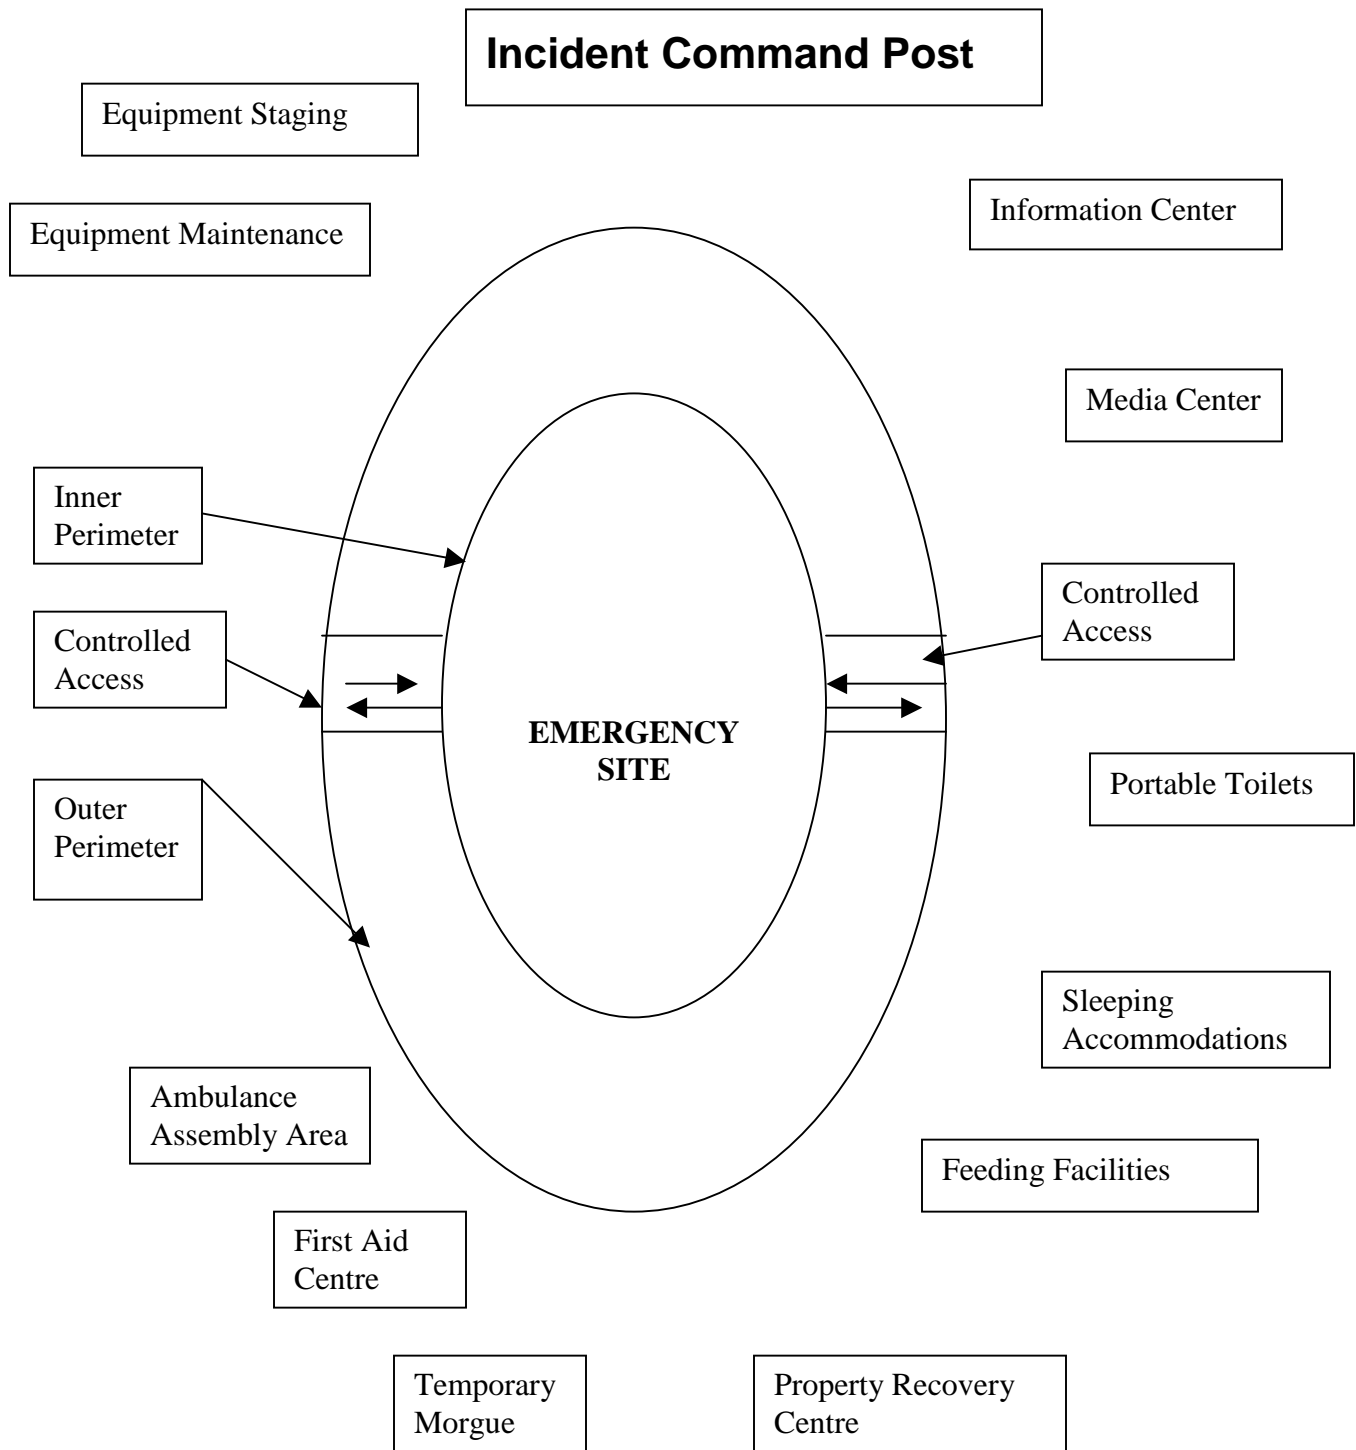 Incident Command Post
Equipment Staging
Information Center
Equipment Maintenance
Media Center
Inner
Perimeter
Controlled
Access
Controlled
Access
EMERGENCY
SITE
Portable Toilets
Outer
Perimeter
Sleeping
Accommodations
Ambulance
Assembly Area
Feeding Facilities
First Aid
Centre
Temporary
Morgue
Property Recovery
Centre